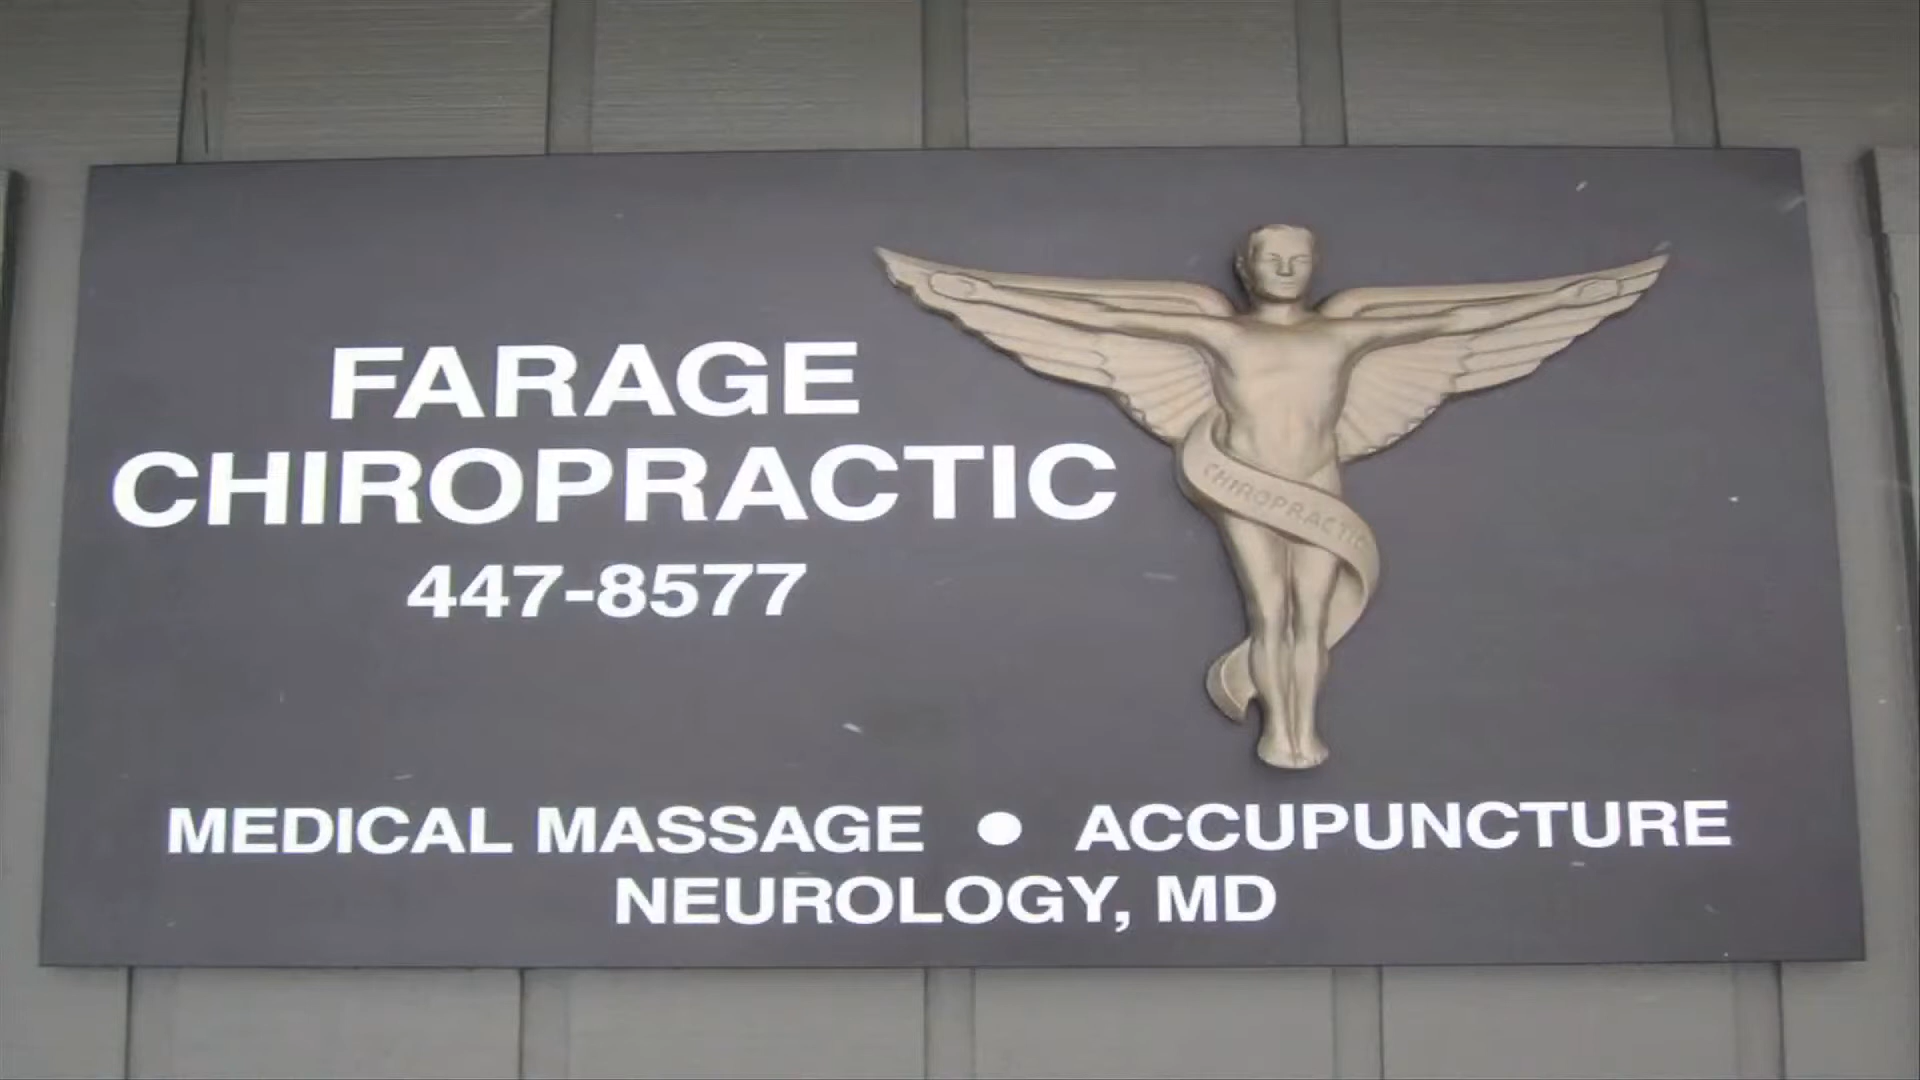 FARAGE
CHIROPRACTIC
447-8577
CHIROPRACTIC
MEDICAL MASSAGE ● ACCUPUNCTURE
NEUROLOGY, MD